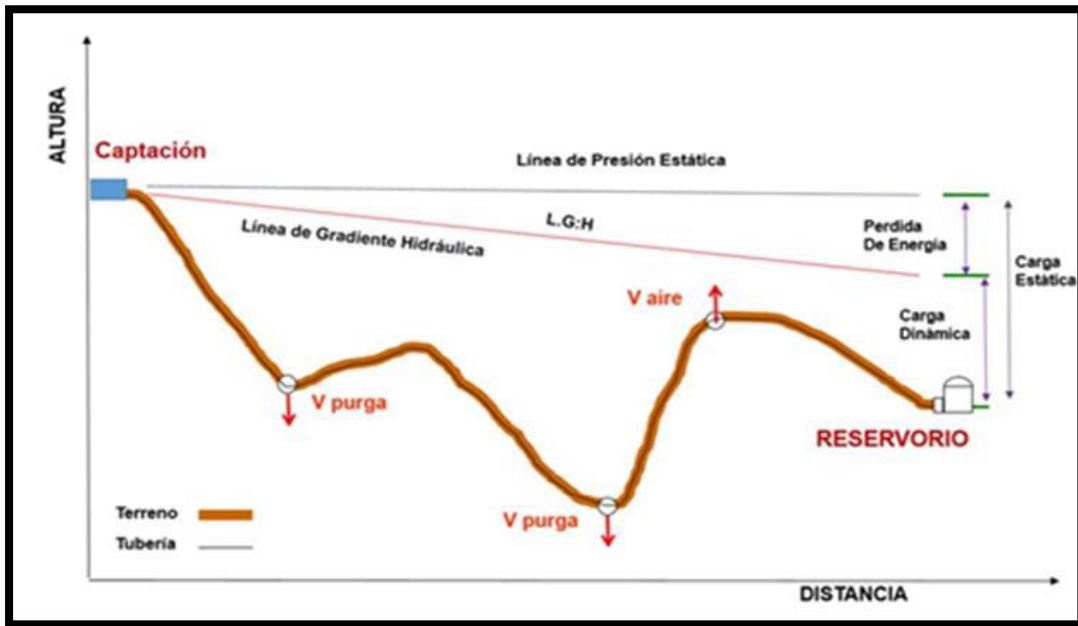 ALTURA
Captación
Línea de Presión Estática
L.G:H
Línea de Gradiente Hidráulica
Perdida
De Energía
Carga
Estática
V aire
Carga
Dinámica
V purga
RESERVORIO
V purga
Terreno
Tubería
DISTANCIA